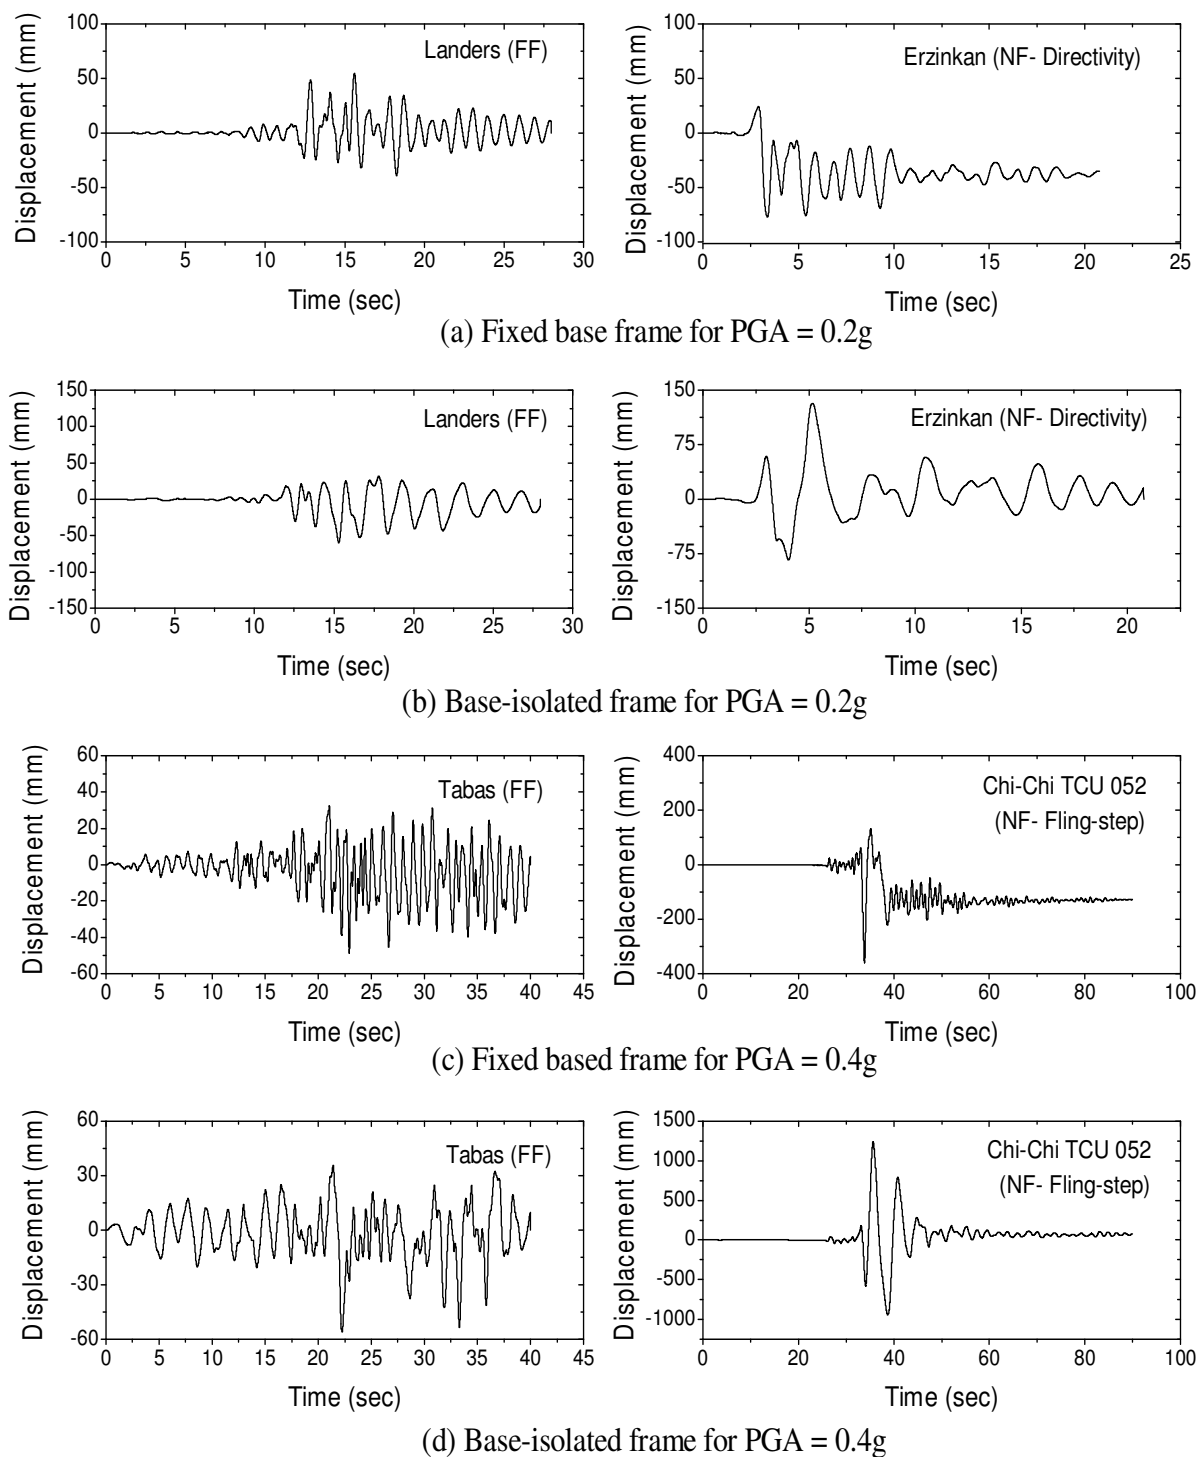 100
50
0
-50
-100
Displacement (mm)
Landers (FF)
0 5 10 15 20 25 30
Time (sec)
100
50
0
-50
-100
Displacement (mm)
Erzinkan (NF- Directivity)
0 5 10 15 20 25
Time (sec)
(a) Fixed base frame for PGA = 0.2g
150
100
50
0
-50
-100
-150
Displacement (mm)
Landers (FF)
0 5 10 15 20 25 30
Time (sec)
150
75
0
-75
-150
Displacement (mm)
Erzinkan (NF- Directivity)
0 5 10 15 20
Time (sec)
(b) Base-isolated frame for PGA = 0.2g
60
40
20
0
-20
-40
-60
Displacement (mm)
Tabas (FF)
0 5 10 15 20 25 30 35 40 45
Time (sec)
400
200
0
-200
-400
Displacement (mm)
Chi-Chi TCU 052
(NF- Fling-step)
0 20 40 60 80 100
Time (sec)
(c) Fixed based frame for PGA = 0.4g
60
30
0
-30
-60
Displacement (mm)
Tabas (FF)
0 5 10 15 20 25 30 35 40 45
Time (sec)
1500
1000
500
0
-500
-1000
Displacement (mm)
Chi-Chi TCU 052
(NF- Fling-step)
0 20 40 60 80 100
Time (sec)
(d) Base-isolated frame for PGA = 0.4g